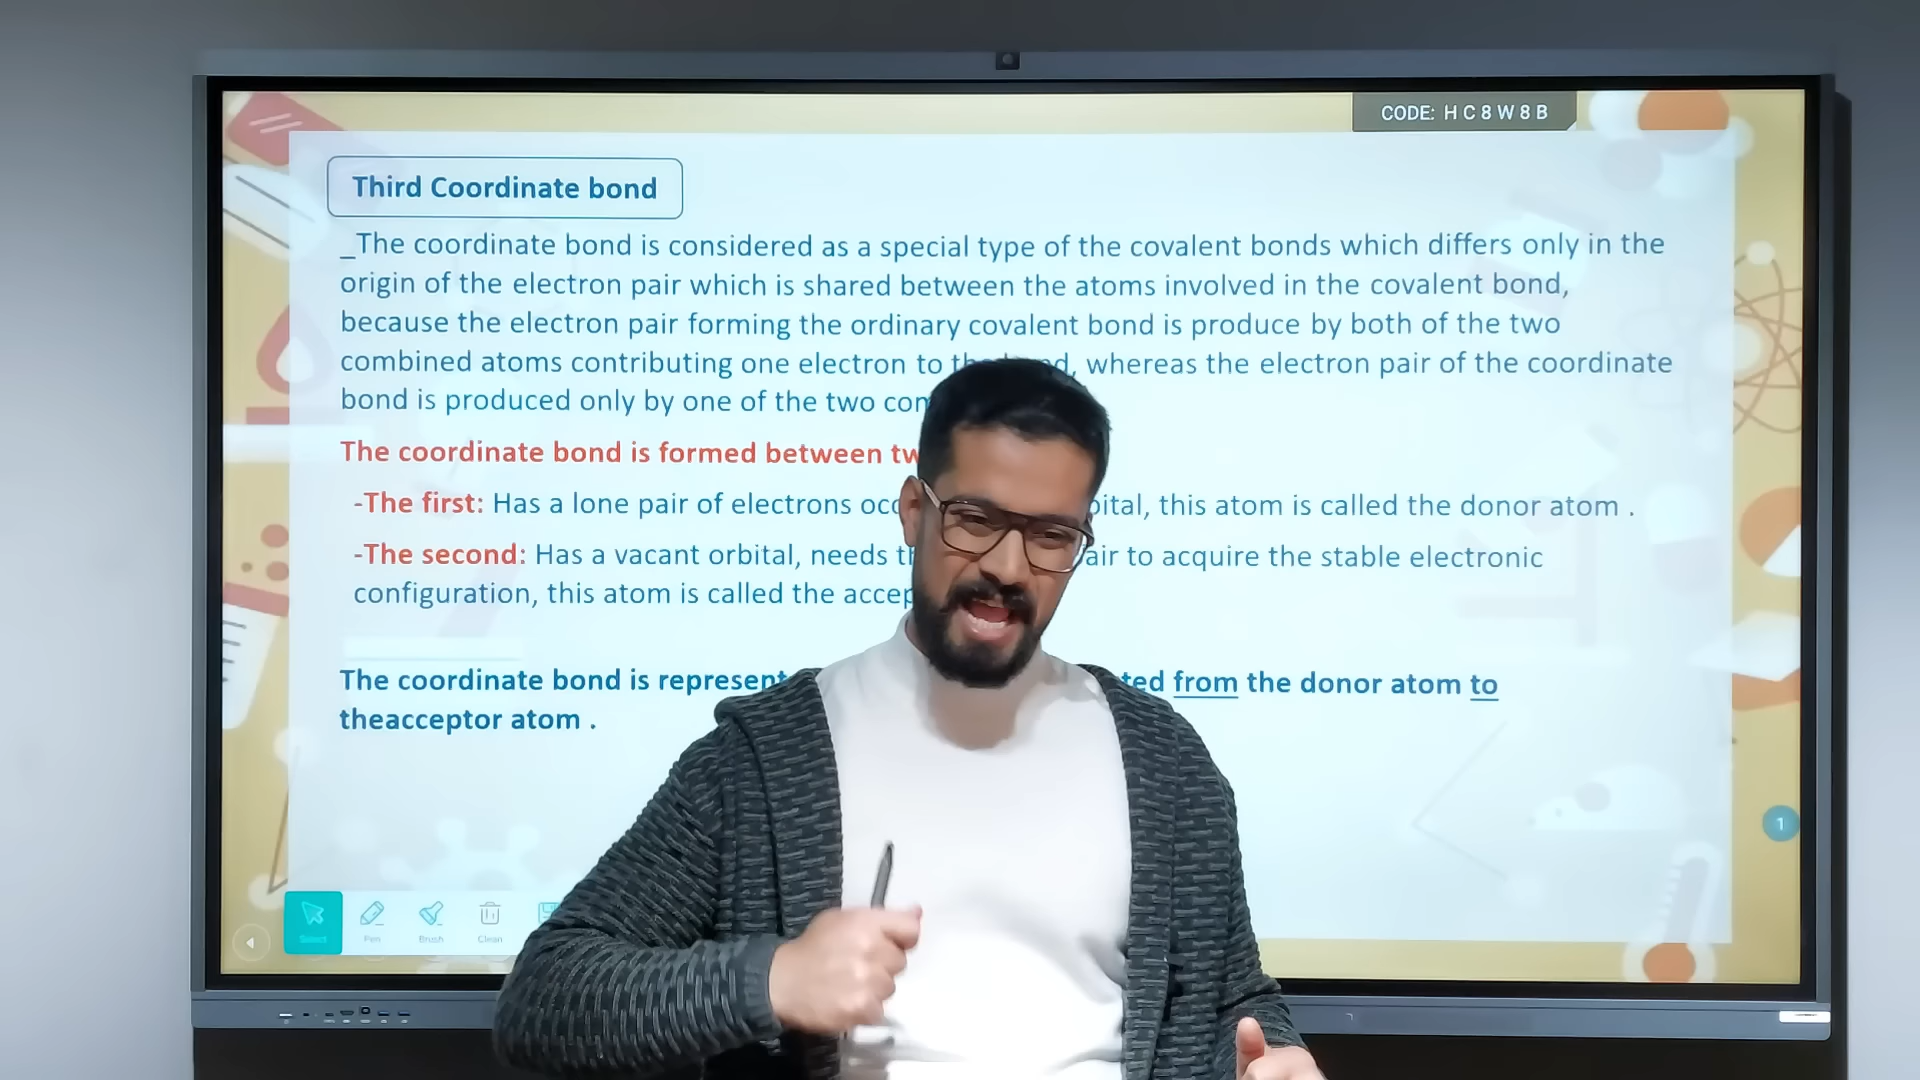 CODE: HC8W8B
Third Coordinate bond
_The coordinate bond is considered as a special type of the covalent bonds which differs only in the
origin of the electron pair which is shared between the atoms involved in the covalent bond,
because the electron pair forming the ordinary covalent bond is produce by both of the two
combined atoms contributing one electron to whereas the electron pair of the coordinate
bond is produced only by one of the two
The coordinate bond is formed between
-The first: Has a lone pair of electrons this atom is called the donor atom .
-The second: Has a vacant orbital, needs to acquire the stable electronic
configuration, this atom is called the
The coordinate bond is from the donor atom to
theacceptor atom .
1
Select Pen Brush Clean